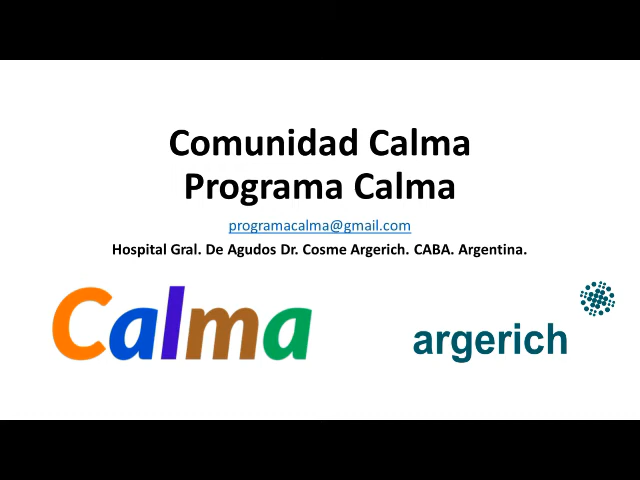 Comunidad Calma
Programa Calma
programacalma@gmail.com
Hospital Gral. De Agudos Dr. Cosme Argerich. CABA. Argentina.
Calma
argerich